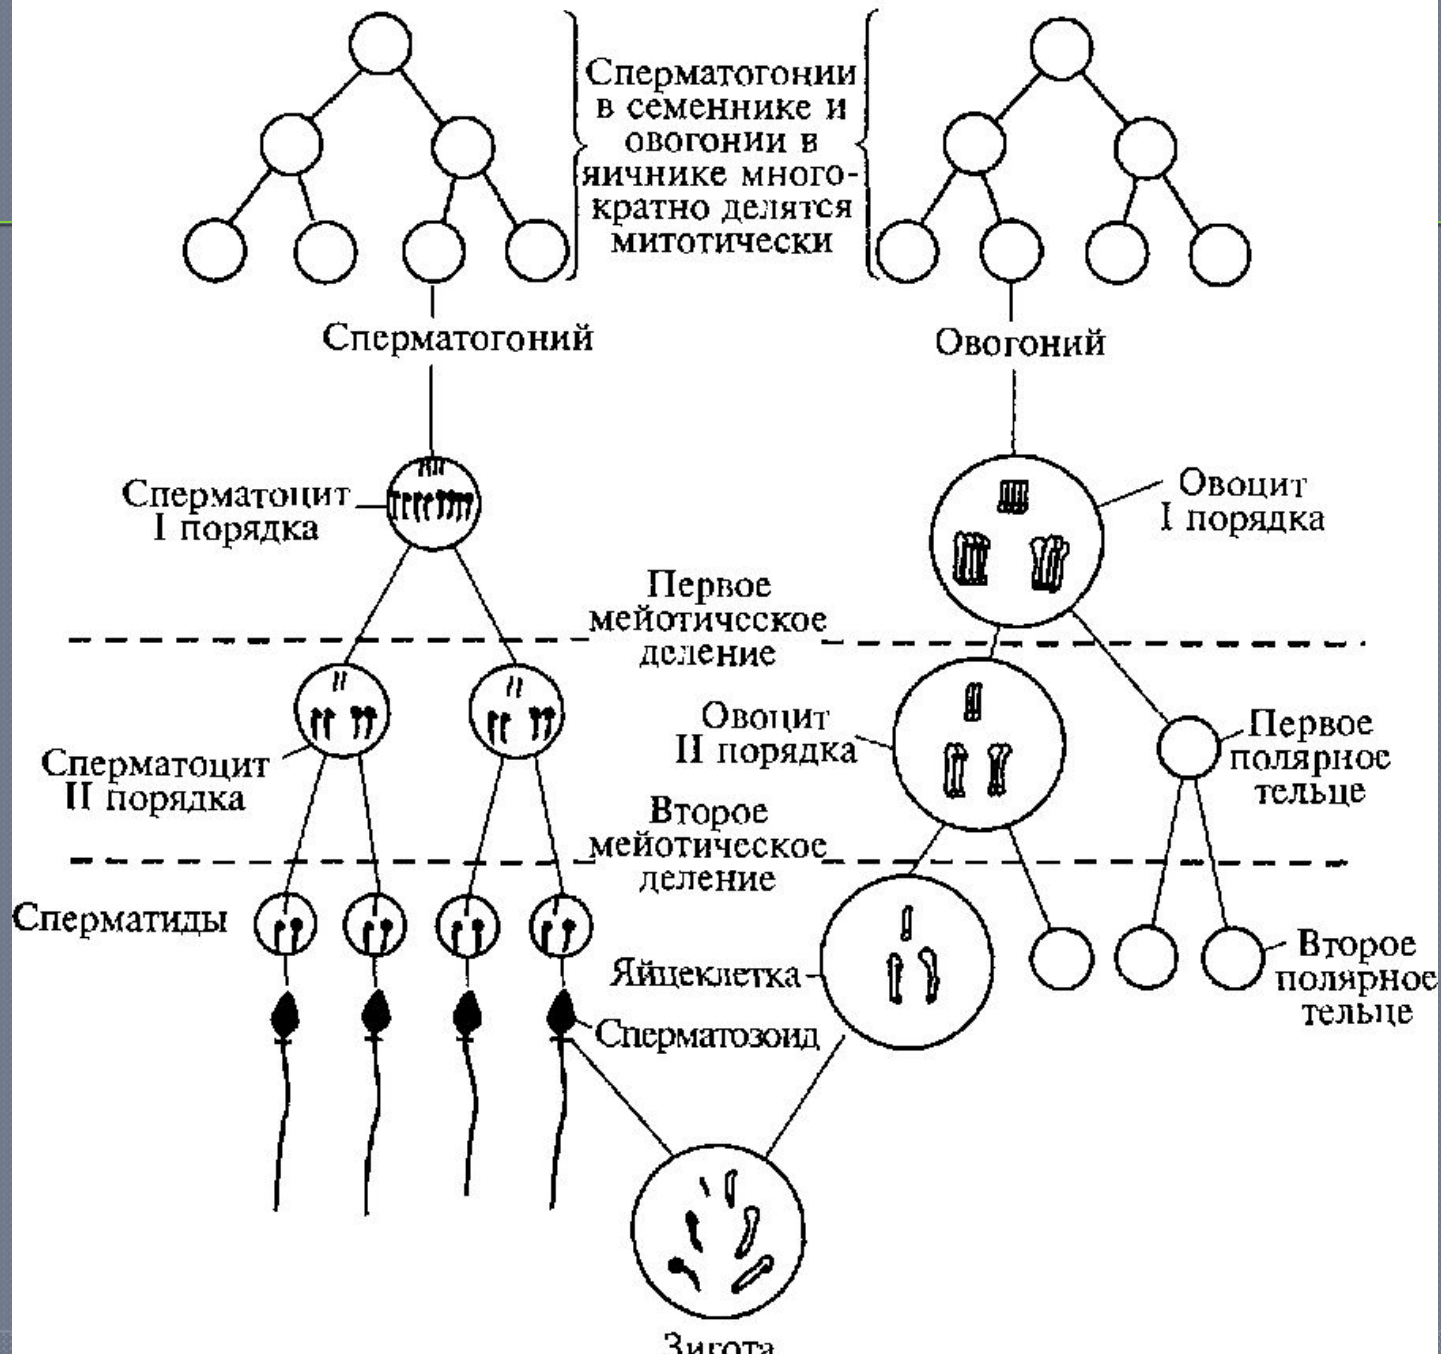 Сперматогонии
в семеннике и
овогонии в
яичнике много-
кратно делятся
митотически
Сперматогоний
Овогоний
Сперматоцит
I порядка
Овоцит
I порядка
Первое
мейотическое
деление
Овоцит
II порядка
Первое
полярное
тельце
Сперматоцит
II порядка
Второе
мейотическое
деление
Сперматиды
Яйцеклетка
Второе
полярное
тельце
Сперматозоид
Зигота